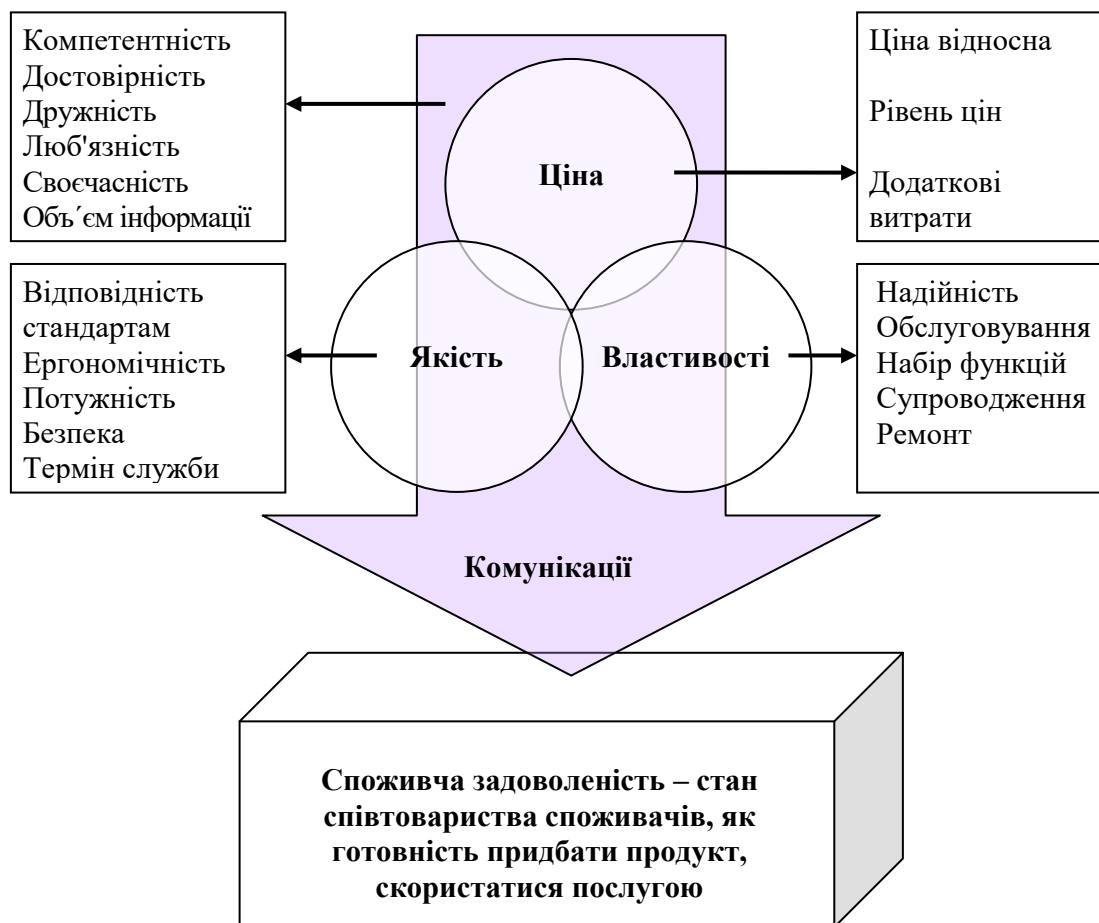 Компетентність
Достовірність
Дружність
Люб'язність
Своєчасність
Объ´єм інформації
Ціна
Ціна відносна
Рівень цін
Додаткові
витрати
Відповідність
стандартам
Ергономічність
Потужність
Безпека
Термін служби
Якість
Властивості
Надійність
Обслуговування
Набір функцій
Супроводження
Ремонт
Комунікації
Споживча задоволеність – стан
співтовариства споживачів, як
готовність придбати продукт,
скористатися послугою